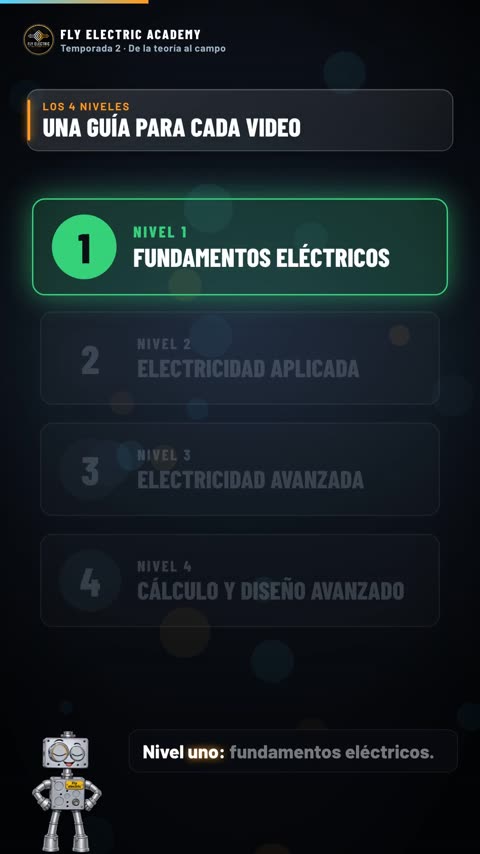 FLY ELECTRIC ACADEMY
Temporada 2 · De la teoría al campo
LOS 4 NIVELES
UNA GUÍA PARA CADA VIDEO
1
NIVEL 1
FUNDAMENTOS ELÉCTRICOS
2
NIVEL 2
ELECTRICIDAD APLICADA
3
NIVEL 3
ELECTRICIDAD AVANZADA
4
NIVEL 4
CÁLCULO Y DISEÑO AVANZADO
Nivel uno: fundamentos eléctricos.